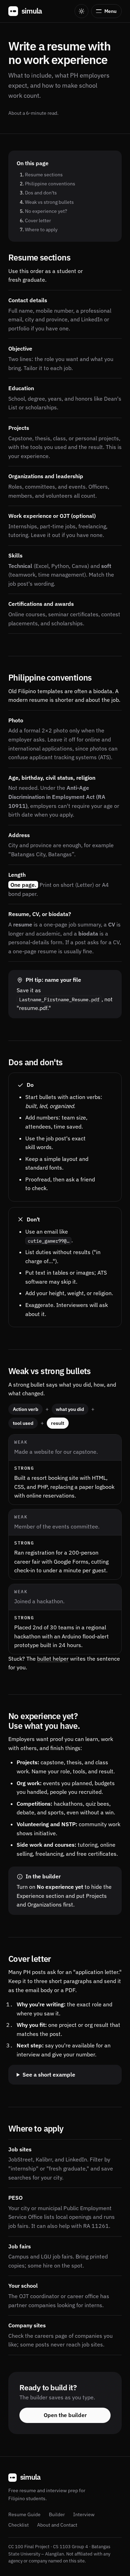 simula
Menu
Write a resume with
no work experience
What to include, what PH employers
expect, and how to make school
work count.
About a 6-minute read.
On this page
1. Resume sections
2. Philippine conventions
3. Dos and don'ts
4. Weak vs strong bullets
5. No experience yet?
6. Cover letter
7. Where to apply
Resume sections
Use this order as a student or
fresh graduate.
Contact details
Full name, mobile number, a professional
email, city and province, and LinkedIn or
portfolio if you have one.
Objective
Two lines: the role you want and what you
bring. Tailor it to each job.
Education
School, degree, years, and honors like Dean's
List or scholarships.
Projects
Capstone, thesis, class, or personal projects,
with the tools you used and the result. This is
your experience.
Organizations and leadership
Roles, committees, and events. Officers,
members, and volunteers all count.
Work experience or OJT (optional)
Internships, part-time jobs, freelancing,
tutoring. Leave it out if you have none.
Skills
Technical (Excel, Python, Canva) and soft
(teamwork, time management). Match the
job post's wording.
Certifications and awards
Online courses, seminar certificates, contest
placements, and scholarships.
Philippine conventions
Old Filipino templates are often a biodata. A
modern resume is shorter and about the job.
Photo
Add a formal 2×2 photo only when the
employer asks. Leave it off for online and
international applications, since photos can
confuse applicant tracking systems (ATS).
Age, birthday, civil status, religion
Not needed. Under the Anti-Age
Discrimination in Employment Act (RA
10911), employers can't require your age or
birth date when you apply.
Address
City and province are enough, for example
"Balangas City, Batangas".
Length
One page. Print on short (Letter) or A4
bond paper.
Resume, CV, or biodata?
A resume is a one-page job summary, a CV is
longer and academic, and a biodata is a
personal-details form. If a post asks for a CV,
a one-page resume is usually fine.
PH tip: name your file
Save it as
Lastname_Firstname_Resume.pdf , not
"resume.pdf."
Dos and don'ts
Do
Start bullets with action verbs:
built, led, organized.
Add numbers: team size,
attendees, time saved.
Use the job post's exact
skill words.
Keep a simple layout and
standard fonts.
Proofread, then ask a friend
to check.
Don't
Use an email like
cutie_gamer99@….
List duties without results ("in
charge of…").
Put text in tables or images; ATS
software may skip it.
Add your height, weight, or religion.
Exaggerate. Interviewers will ask
about it.
Weak vs strong bullets
A strong bullet says what you did, how, and
what changed.
Action verb + what you did +
tool used + result
WEAK
Made a website for our capstone.
STRONG
Built a resort booking site with HTML,
CSS, and PHP, replacing a paper logbook
with online reservations.
WEAK
Member of the events committee.
STRONG
Ran registration for a 200-person
career fair with Google Forms, cutting
check-in to under a minute per guest.
WEAK
Joined a hackathon.
STRONG
Placed 2nd of 30 teams in a regional
hackathon with an Arduino flood-alert
prototype built in 24 hours.
Stuck? The bullet helper writes these with
you.
No experience yet?
Use what you have.
Employers want proof you can learn, work
with others, and finish things:
Projects: capstone, thesis, and class
work. Name your role, tools, and result.
Org work: events you planned, budgets
you handled, people you recruited.
Competitions: hackathons, quiz bees,
debate, and sports, even without a win.
Volunteering and NSTP: community work
shows initiative.
Side work and courses: tutoring, online
selling, freelancing, and free certificates.
In the builder
Turn on No experience yet to hide the
Experience section and put Projects
and Organizations first.
Cover letter
Many PH posts ask for an "application letter."
Keep it to three short paragraphs and send it
as the email body or a PDF.
1. Why you're writing: the exact role and
where you saw it.
2. Why you fit: one project or org result that
matches the post.
3. Next step: say you're available for an
interview and give your number.
See a short example
Where to apply
Job sites
JobStreet, Kalibrr, and LinkedIn. Filter by
"internship" or "fresh graduate," and save
searches for your city.
PESO
Your city or municipal Public Employment
Service Office lists local openings and runs
job fairs. It can also help with RA 11261.
Job fairs
Campus and LGU job fairs. Bring printed
copies; some hire on the spot.
Your school
The OJT coordinator or career office has
partner companies looking for interns.
Company sites
Check the careers page of companies you
like; some posts never reach job sites.
Ready to build it?
The builder saves as you type.
Open the builder
simula
Free resume and interview prep for
Filipino students.
Resume Guide Builder Interview
Checklist About and Contact
CC 100 Final Project · CS 1103 Group 4 · Batangas
State University – Alangilan. Not affiliated with any
agency or company named on this site.